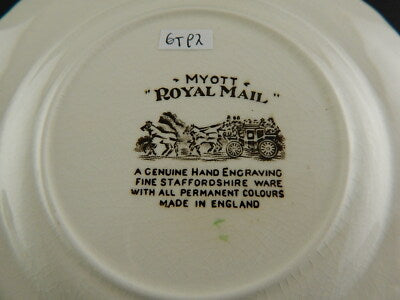 GTP2
· MYOTT ·
"ROYAL MAIL"
A GENUINE HAND ENGRAVING
FINE STAFFORDSHIRE WARE
WITH ALL PERMANENT COLOURS
MADE IN ENGLAND